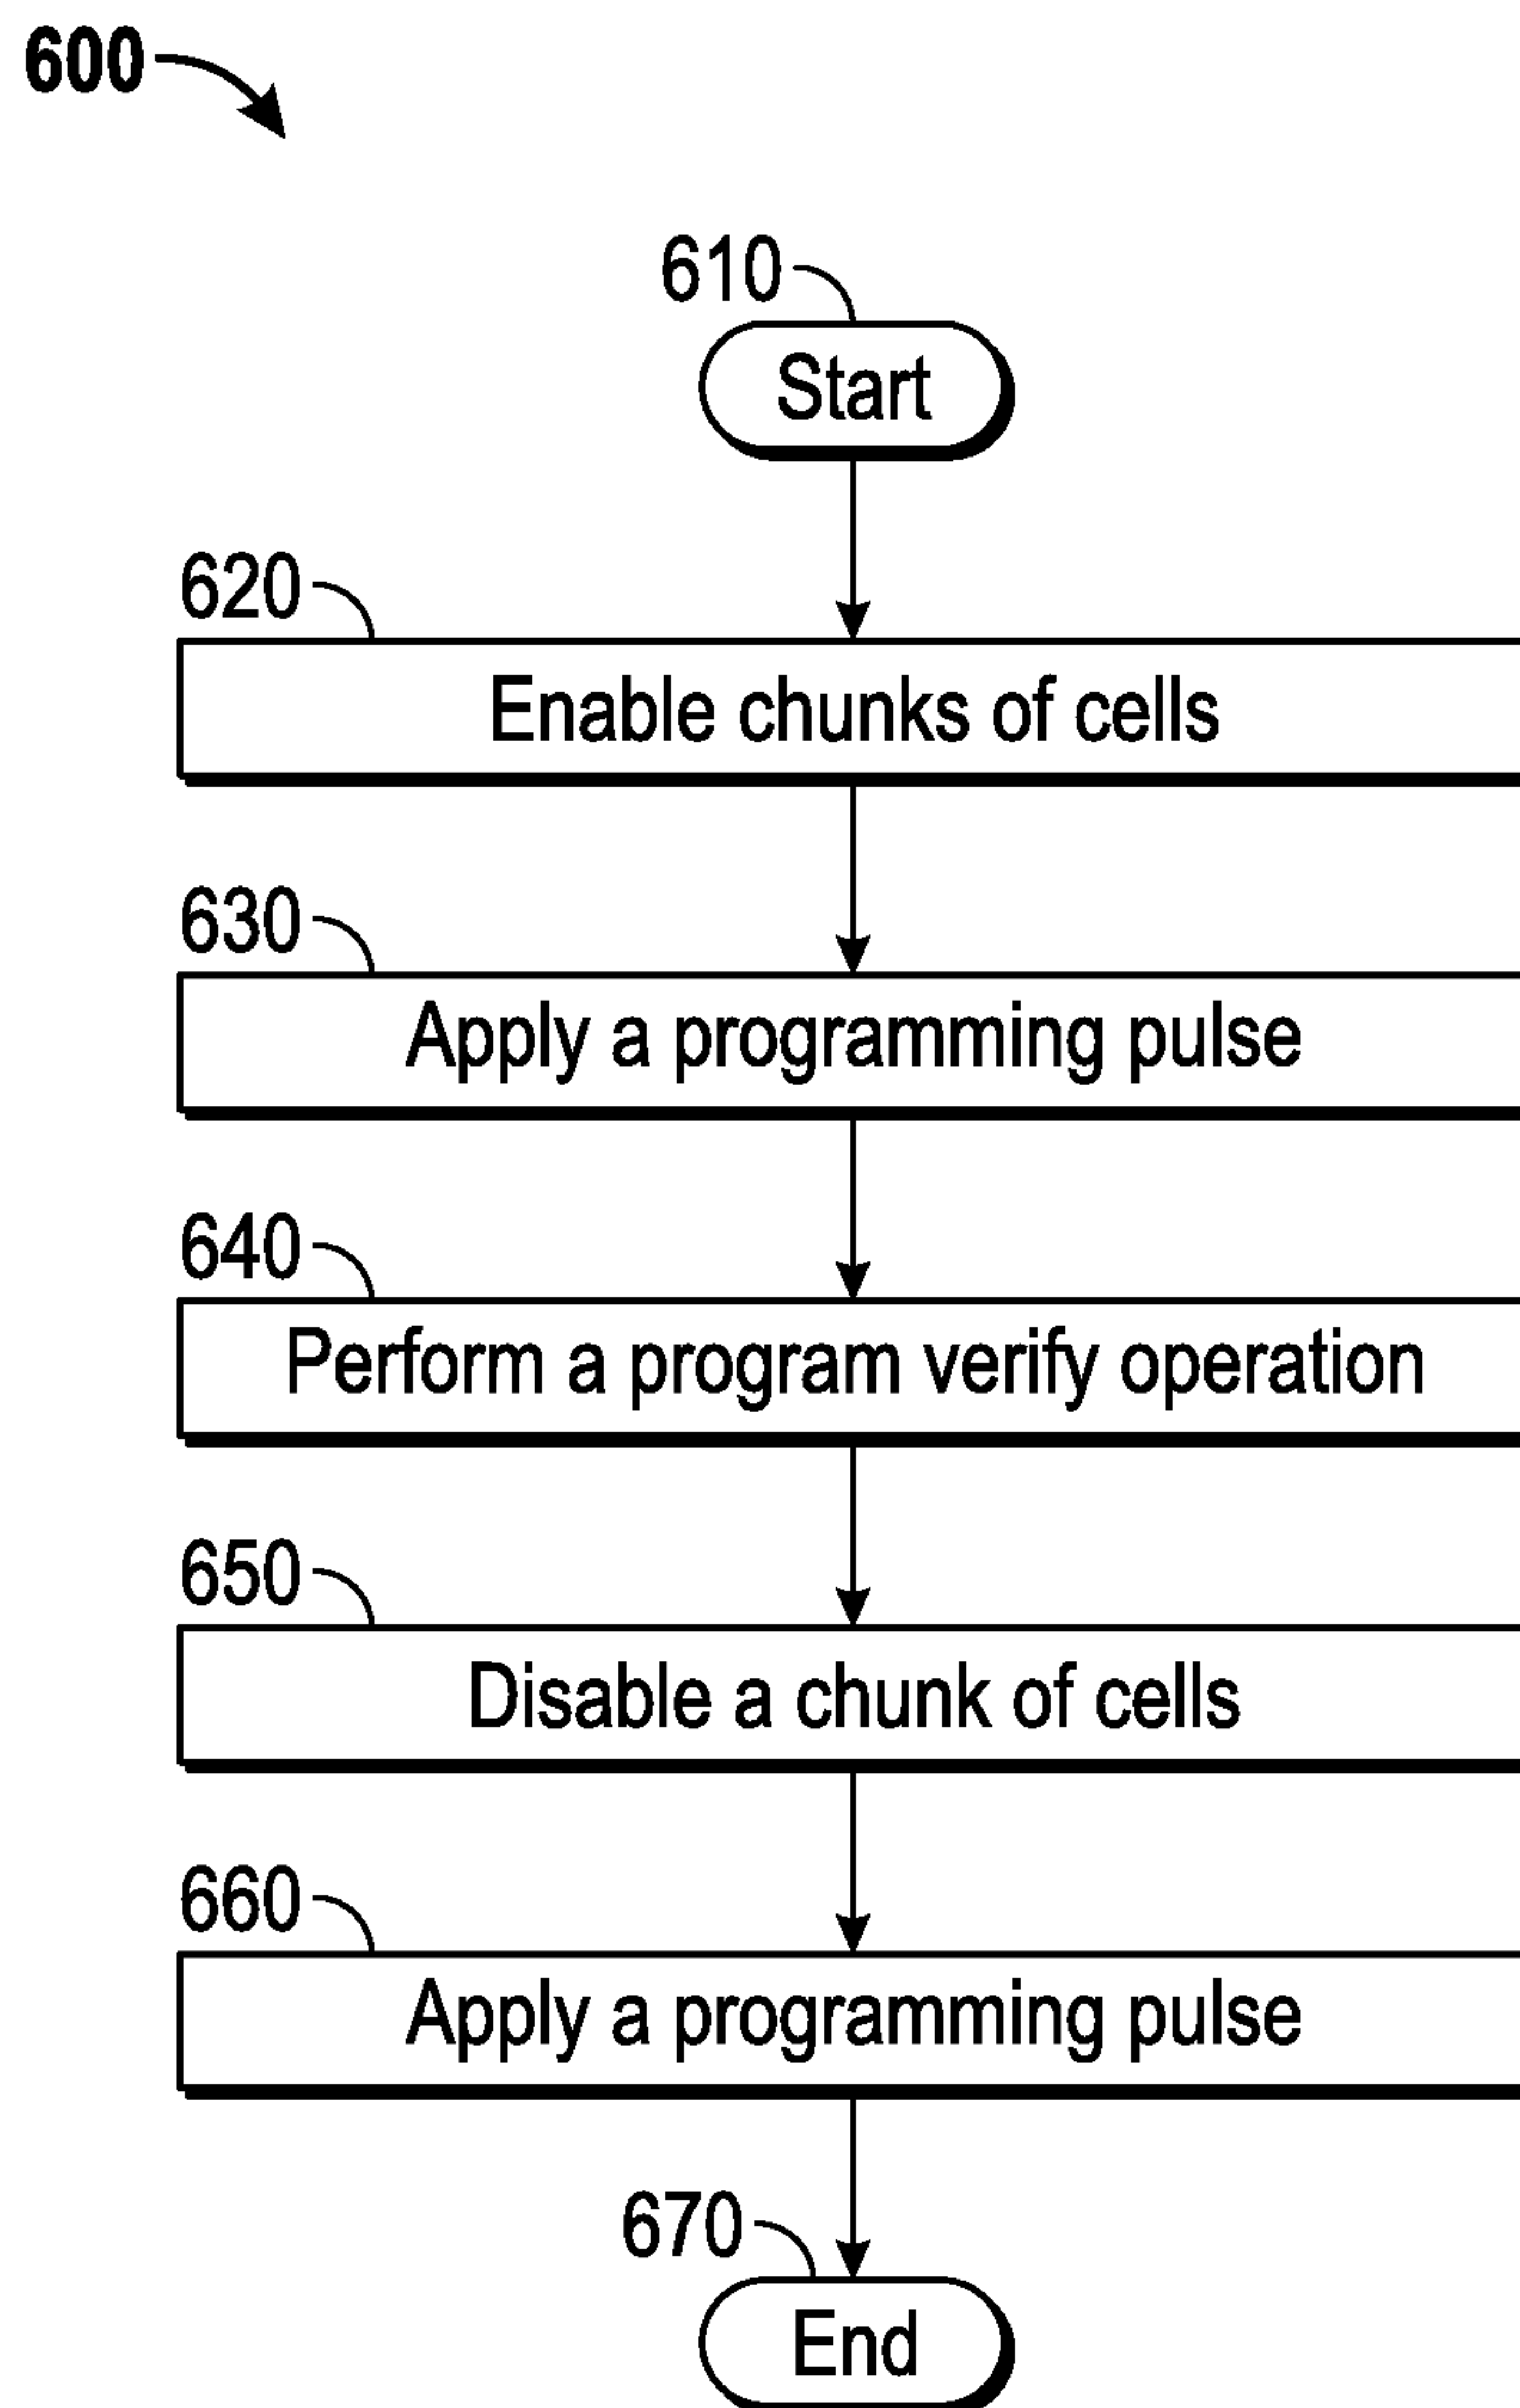 600
610
Start
620
Enable chunks of cells
630
Apply a programming pulse
640
Perform a program verify operation
650
Disable a chunk of cells
660
Apply a programming pulse
670
End